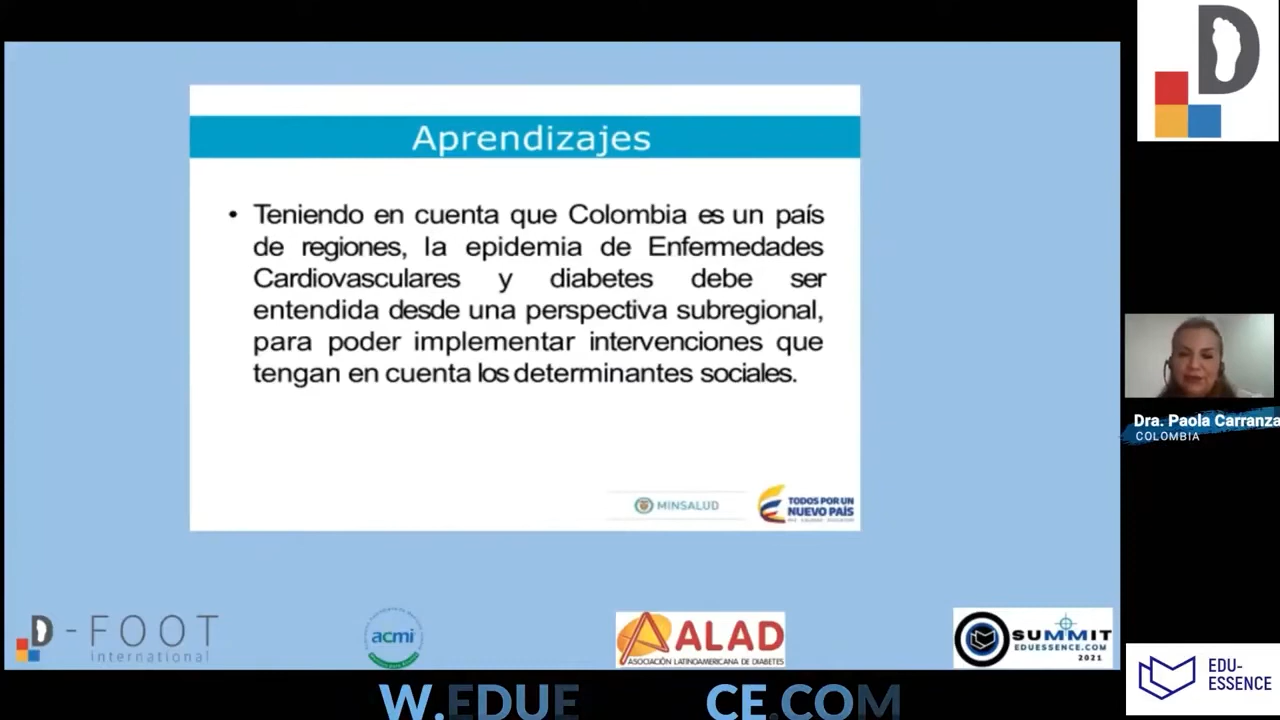 D
Aprendizajes
• Teniendo en cuenta que Colombia es un país
de regiones, la epidemia de Enfermedades
Cardiovasculares y diabetes debe ser
entendida desde una perspectiva subregional,
para poder implementar intervenciones que
tengan en cuenta los determinantes sociales.
MINSALUD
TODOS POR UN
NUEVO PAÍS
Dra. Paola Carranza
COLOMBIA
D-FOOT
international
acmi
ALAD
ASOCIACIÓN LATINOAMERICANA DE DIABETES
SUMMIT
EDUESSENCE.COM
2021
EDU-
ESSENCE
W.EDUE CE.COM